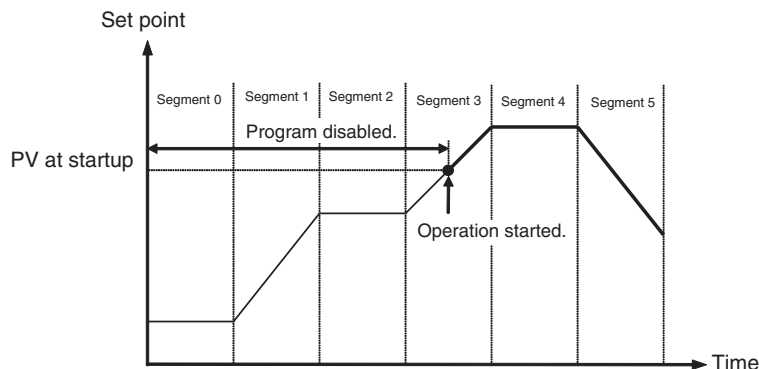 Set point
Segment 0
Segment 1
Segment 2
Segment 3
Segment 4
Segment 5
Program disabled.
PV at startup
Operation started.
Time